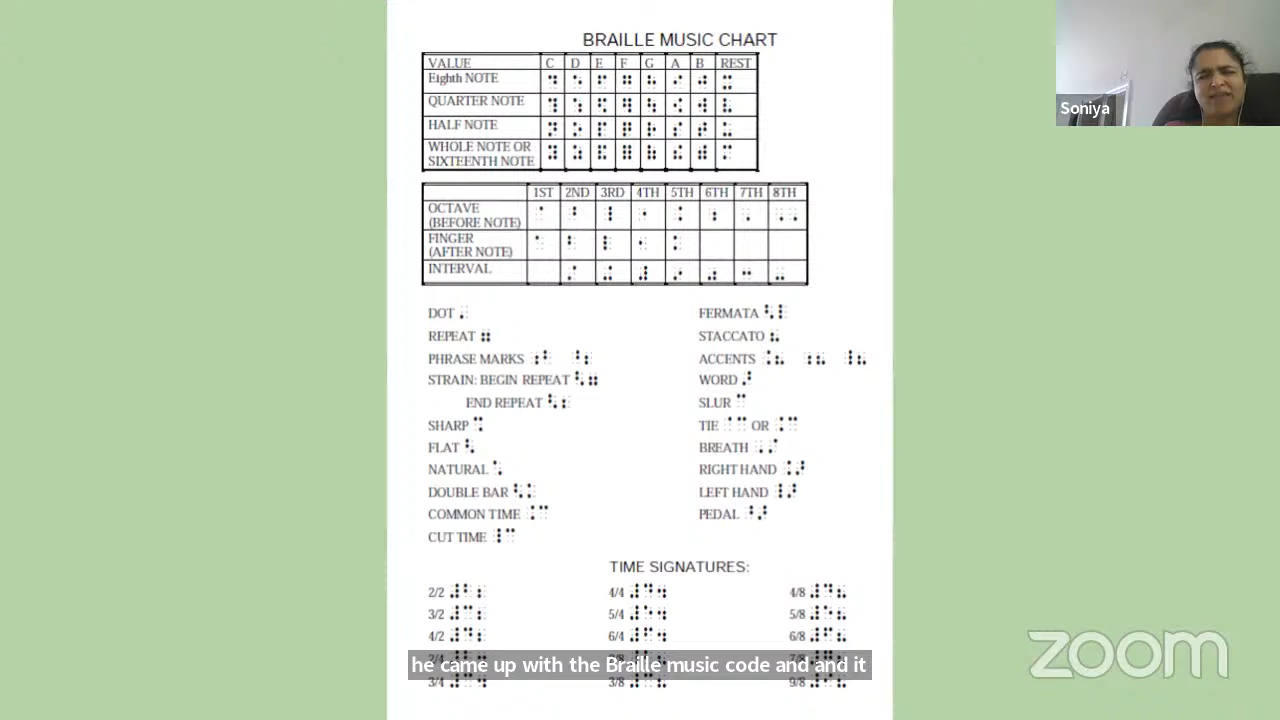 BRAILLE MUSIC CHART
VALUE C D E F G A B REST
Eighth NOTE ⠙ ⠑ ⠋ ⠛ ⠓ ⠊ ⠚ ⠭
QUARTER NOTE ⠹ ⠱ ⠫ ⠻ ⠳ ⠪ ⠺ ⠧
HALF NOTE ⠝ ⠕ ⠏ ⠟ ⠗ ⠎ ⠞ ⠥
WHOLE NOTE OR
SIXTEENTH NOTE ⠽ ⠵ ⠯ ⠿ ⠷ ⠮ ⠾ ⠍
1ST 2ND 3RD 4TH 5TH 6TH 7TH 8TH
OCTAVE
(BEFORE NOTE)
FINGER
(AFTER NOTE)
INTERVAL
DOT
REPEAT
PHRASE MARKS
STRAIN: BEGIN REPEAT
END REPEAT
SHARP
FLAT
NATURAL
DOUBLE BAR
COMMON TIME
CUT TIME
FERMATA
STACCATO
ACCENTS
WORD
SLUR
TIE OR
BREATH
RIGHT HAND
LEFT HAND
PEDAL
TIME SIGNATURES:
2/2 4/4 4/8
3/2 5/4 5/8
4/2 6/4 6/8
3/4 3/8 9/8
he came up with the Braille music code and and it
Soniya
zoom